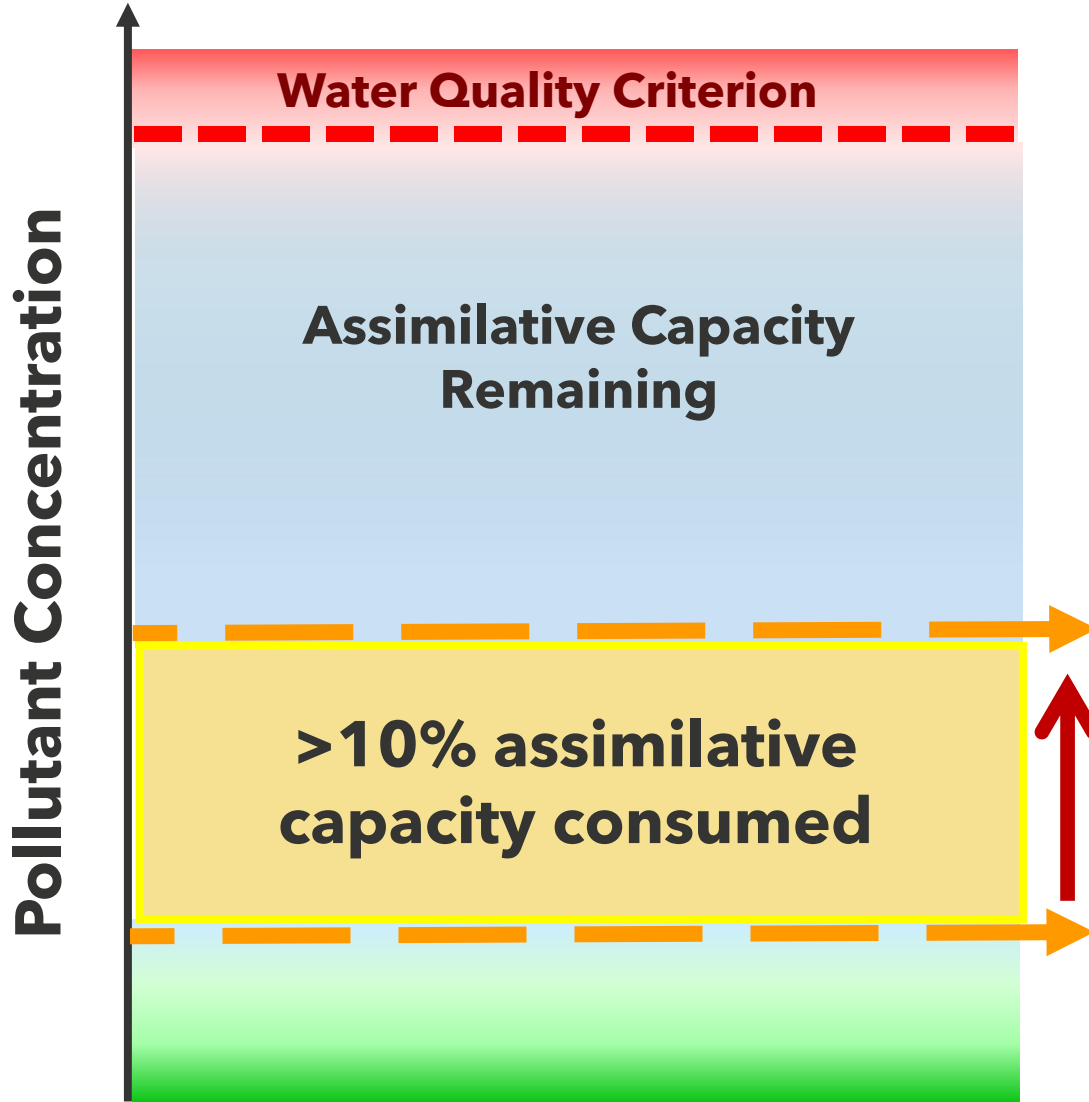 Water Quality Criterion
Pollutant Concentration
Assimilative Capacity
Remaining
>10% assimilative
capacity consumed